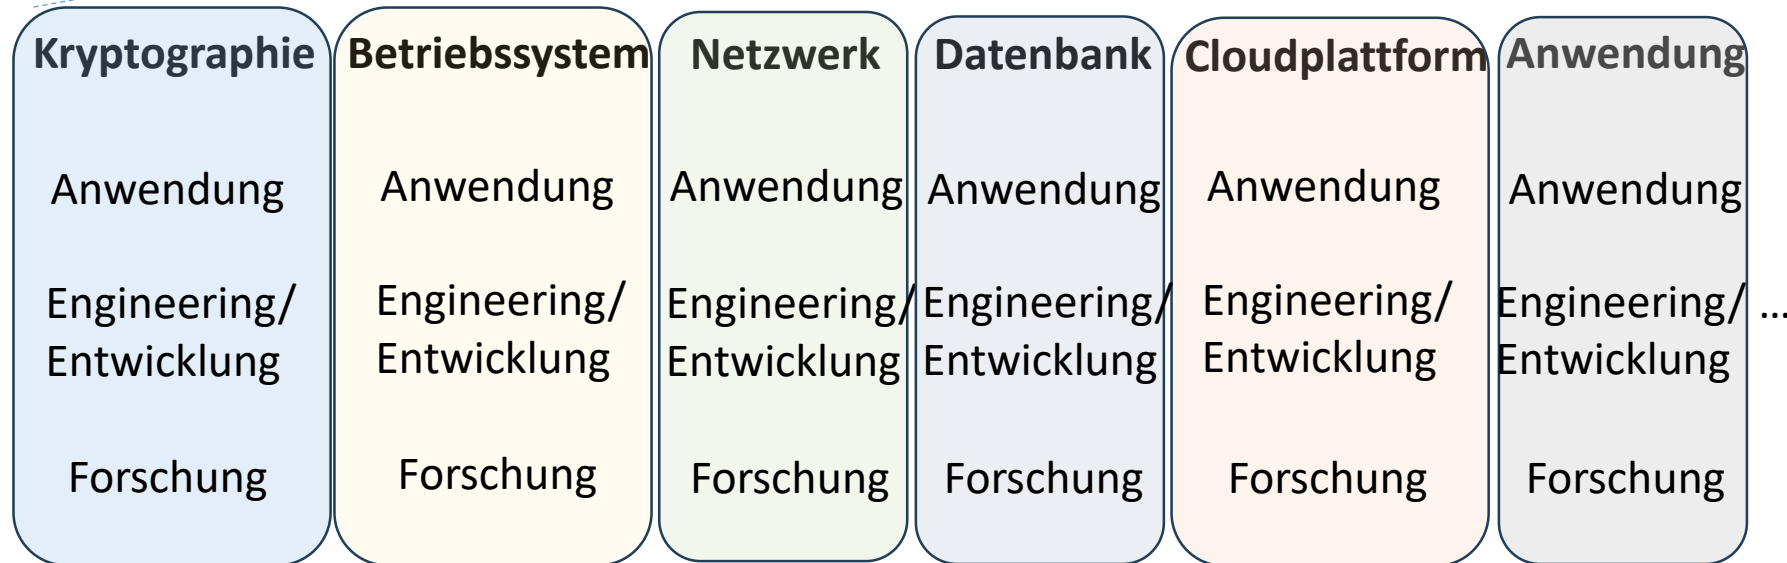 Kryptographie
Anwendung
Engineering/
Entwicklung
Forschung
Betriebssystem
Anwendung
Engineering/
Entwicklung
Forschung
Netzwerk
Anwendung
Engineering/
Entwicklung
Forschung
Datenbank
Anwendung
Engineering/
Entwicklung
Forschung
Cloudplattform
Anwendung
Engineering/
Entwicklung
Forschung
Anwendung
Anwendung
Engineering/
Entwicklung
Forschung
...